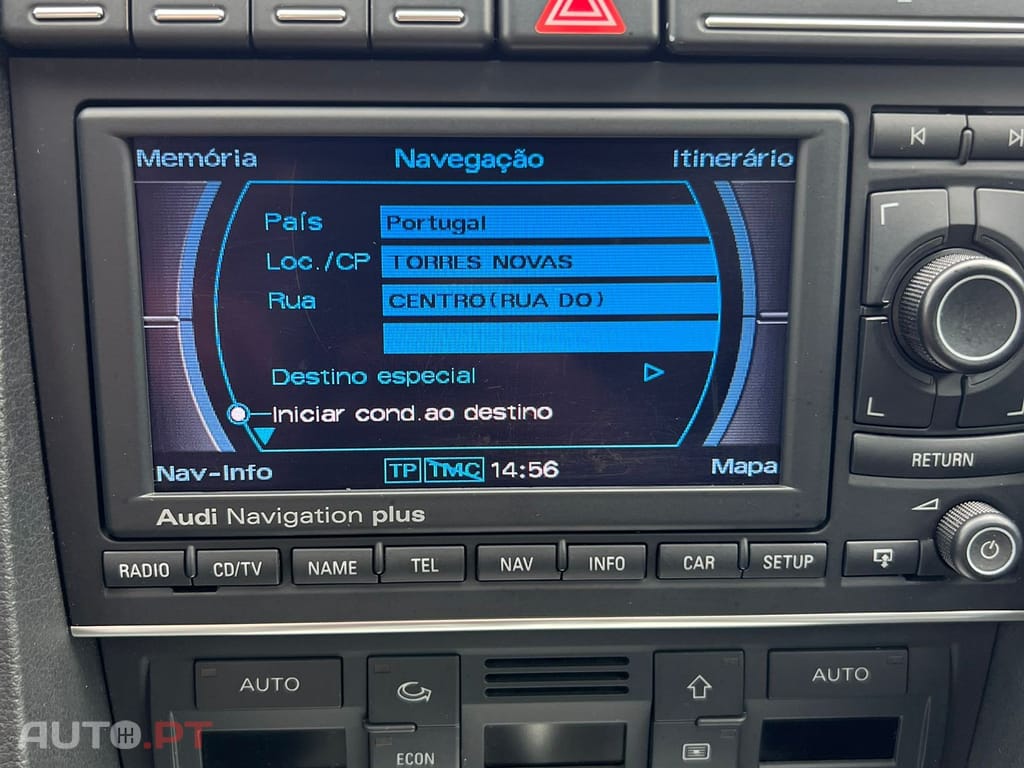 Memória Navegação Itinerário
País Portugal
Loc./CP TORRES NOVAS
Rua CENTRO(RUA DO)
Destino especial
Iniciar cond.ao destino
Nav-Info TP TMC 14:56 Mapa
Audi Navigation plus
RETURN
RADIO CD/TV NAME TEL NAV INFO CAR SETUP
AUTO AUTO
ECON
AUTO.PT